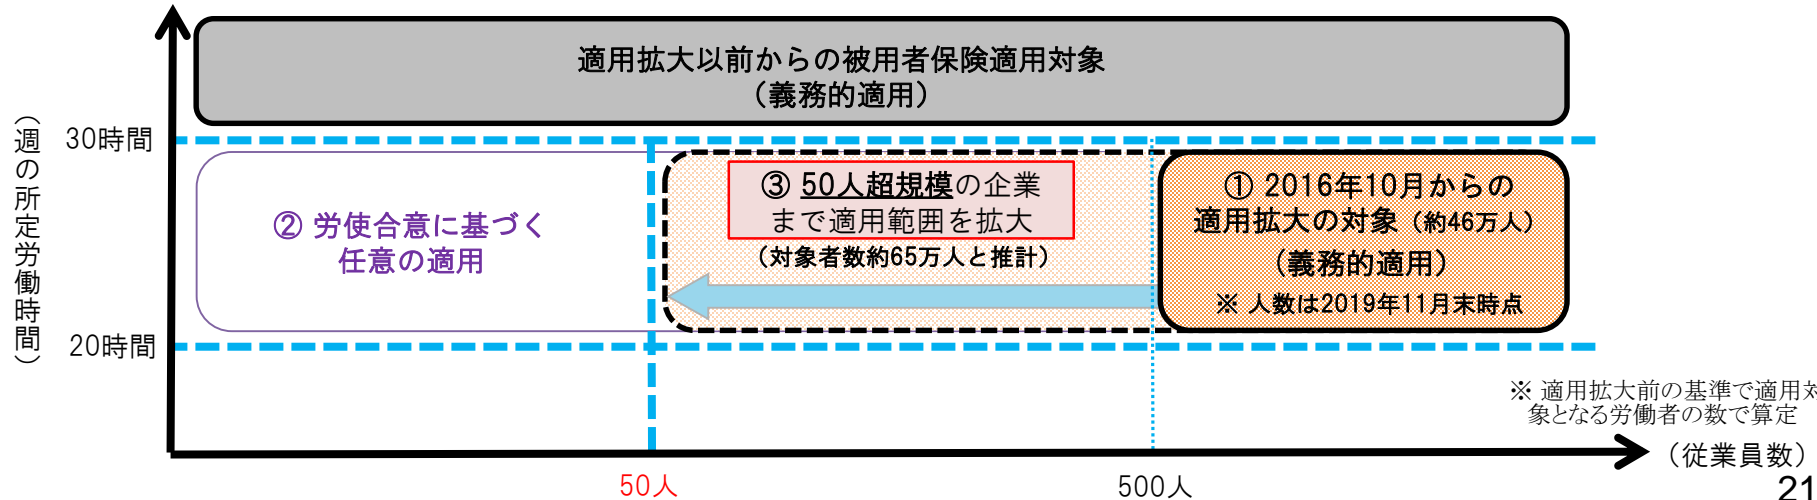 適用拡大以前からの被用者保険適用対象
（義務的適用）
（週の所定労働時間）
30時間
20時間
② 労使合意に基づく
任意の適用
③ 50人超規模の企業
まで適用範囲を拡大
（対象者数約65万人と推計）
① 2016年10月からの
適用拡大の対象（約46万人）
（義務的適用）
※ 人数は2019年11月末時点
※ 適用拡大前の基準で適用対
象となる労働者の数で算定
（従業員数）
50人
500人
21